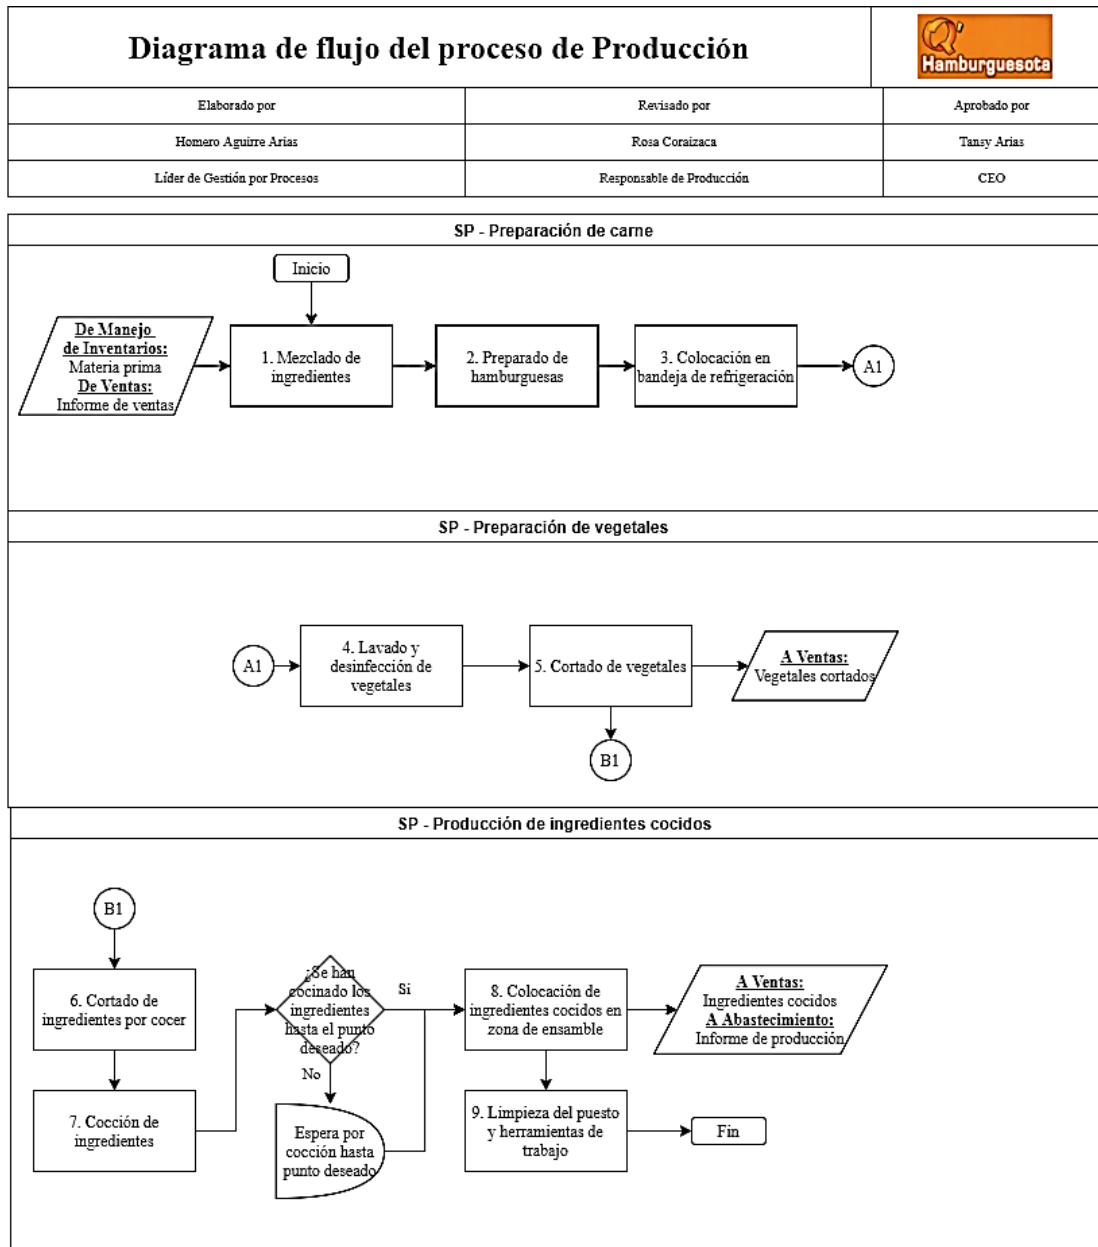 Diagrama de flujo del proceso de Producción
Q'
Hamburguesota
Elaborado por
Revisado por
Aprobado por
Homero Aguirre Arias
Rosa Coraizaca
Tansy Arias
Líder de Gestión por Procesos
Responsable de Producción
CEO
SP - Preparación de carne
Inicio
De Manejo
de Inventarios:
Materia prima
De Ventas:
Informe de ventas
1. Mezclado de
ingredientes
2. Preparado de
hamburguesas
3. Colocación en
bandeja de refrigeración
A1
SP - Preparación de vegetales
A1
4. Lavado y
desinfección de
vegetales
5. Cortado de vegetales
A Ventas:
Vegetales cortados
B1
SP - Producción de ingredientes cocidos
B1
6. Cortado de
ingredientes por cocer
7. Cocción de
ingredientes
¿Se han
cocinado los
ingredientes
hasta el punto
deseado?
Si
No
Espera por
cocción hasta
punto deseado
8. Colocación de
ingredientes cocidos en
zona de ensamble
A Ventas:
Ingredientes cocidos
A Abastecimiento:
Informe de producción
9. Limpieza del puesto
y herramientas de
trabajo
Fin